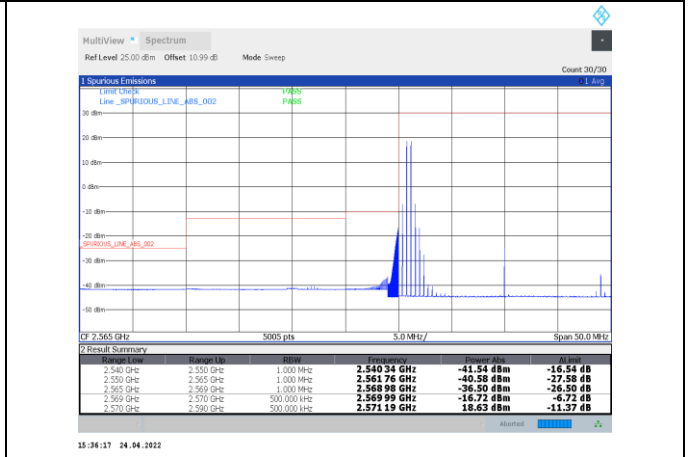 MultiView Spectrum
Ref Level 25.00 dBm Offset 10.99 dB Mode Sweep
Count 30/30
1 Spurious Emissions 1 Avg
Limit Check PASS
Line _SPURIOUS_LINE_ABS_002 PASS
30 dBm
20 dBm
10 dBm
0 dBm
-10 dBm
-20 dBm
_SPURIOUS_LINE_ABS_002
-30 dBm
-40 dBm
-50 dBm
CF 2.565 GHz 5005 pts 5.0 MHz/ Span 50.0 MHz
2 Result Summary
Range Low Range Up RBW Frequency Power Abs ΔLimit
2.540 GHz 2.550 GHz 1.000 MHz 2.540 34 GHz -41.54 dBm -16.54 dB
2.550 GHz 2.565 GHz 1.000 MHz 2.561 76 GHz -40.58 dBm -27.58 dB
2.565 GHz 2.569 GHz 1.000 MHz 2.568 98 GHz -36.50 dBm -26.50 dB
2.569 GHz 2.570 GHz 500.000 kHz 2.569 99 GHz -16.72 dBm -6.72 dB
2.570 GHz 2.590 GHz 500.000 kHz 2.571 19 GHz 18.63 dBm -11.37 dB
Aborted
15:36:17 24.04.2022